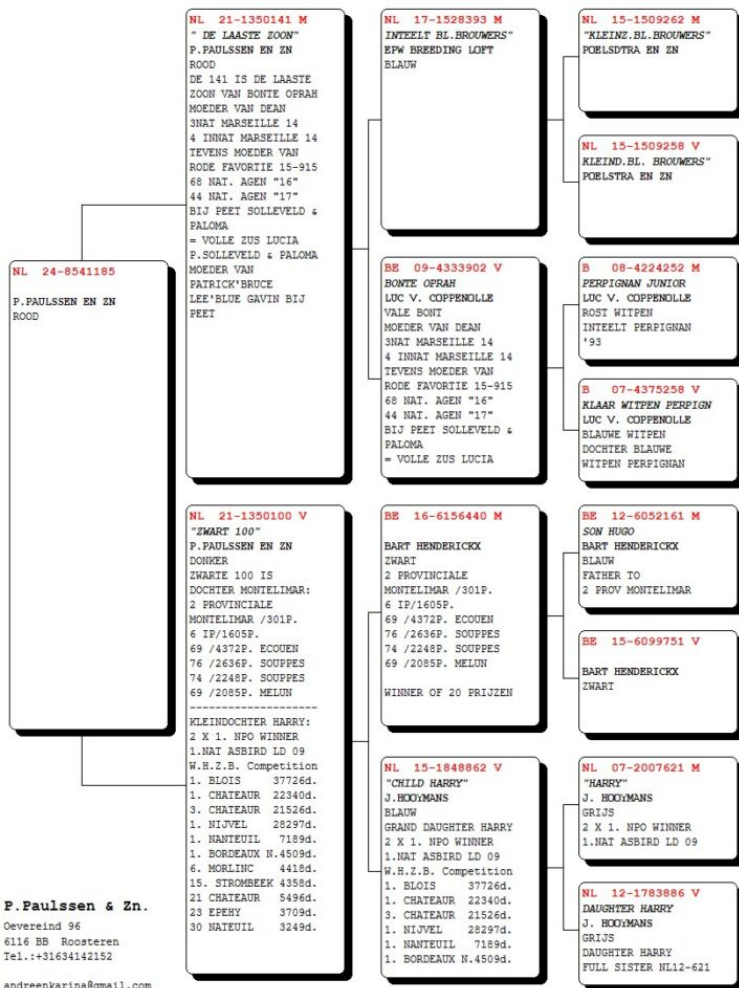 NL 24-8541185
P.PAULSSEN EN ZN
ROOD
NL 21-1350141 M
" DE LAASTE ZOON"
P.PAULSSEN EN ZN
ROOD
DE 141 IS DE LAASTE
ZOON VAN BONTE OPRAH
MOEDER VAN DEAN
3NAT MARSEILLE 14
4 INNAT MARSEILLE 14
TEVENS MOEDER VAN
RODE FAVORTIE 15-915
68 NAT. AGEN "16"
44 NAT. AGEN "17"
BIJ PEET SOLLEVELD &
PALOMA
= VOLLE ZUS LUCIA
P.SOLLEVELD & PALOMA
MOEDER VAN
PATRICK'BRUCE
LEE'BLUE GAVIN BIJ
PEET
NL 21-1350100 V
"ZWART 100"
P.PAULSSEN EN ZN
DONKER
ZWARTE 100 IS
DOCHTER MONTELIMAR:
2 PROVINCIALE
MONTELIMAR /301P.
6 IP/1605P.
69 /4372P. ECOUEN
76 /2636P. SOUPPES
74 /2248P. SOUPPES
69 /2085P. MELUN
--------------------
KLEINDOCHTER HARRY:
2 X 1. NPO WINNER
1.NAT ASBIRD LD 09
W.H.Z.B. Competition
1. BLOIS 37726d.
1. CHATEAUR 22340d.
3. CHATEAUR 21526d.
1. NIJVEL 28297d.
1. NANTEUIL 7189d.
1. BORDEAUX N.4509d.
6. MORLINC 4418d.
15. STROMBEEK 4358d.
21 CHATEAUR 5496d.
23 EPEHY 3709d.
30 NATEUIL 3249d.
NL 17-1528393 M
INTEELT BL.BROUWERS"
EPW BREEDING LOFT
BLAUW
BE 09-4333902 V
BONTE OPRAH
LUC V. COPPENOLLE
VALE BONT
MOEDER VAN DEAN
3NAT MARSEILLE 14
4 INNAT MARSEILLE 14
TEVENS MOEDER VAN
RODE FAVORTIE 15-915
68 NAT. AGEN "16"
44 NAT. AGEN "17"
BIJ PEET SOLLEVELD &
PALOMA
= VOLLE ZUS LUCIA
BE 16-6156440 M
BART HENDERICKX
ZWART
2 PROVINCIALE
MONTELIMAR /301P.
6 IP/1605P.
69 /4372P. ECOUEN
76 /2636P. SOUPPES
74 /2248P. SOUPPES
69 /2085P. MELUN
WINNER OF 20 PRIJZEN
NL 15-1848862 V
"CHILD HARRY"
J.HOOYMANS
BLAUW
GRAND DAUGHTER HARRY
2 X 1. NPO WINNER
1.NAT ASBIRD LD 09
W.H.Z.B. Competition
1. BLOIS 37726d.
1. CHATEAUR 22340d.
3. CHATEAUR 21526d.
1. NIJVEL 28297d.
1. NANTEUIL 7189d.
1. BORDEAUX N.4509d.
NL 15-1509262 M
"KLEINZ.BL.BROUWERS"
POELSDTRA EN ZN
NL 15-1509258 V
KLEIND.BL. BROUWERS"
POELSTRA EN ZN
B 08-4224252 M
PERPIGNAN JUNIOR
LUC V. COPPENOLLE
ROST WITPEN
INTEELT PERPIGNAN
'93
B 07-4375258 V
KLAAR WITPEN PERPIGN
LUC V. COPPENOLLE
BLAUWE WITPEN
DOCHTER BLAUWE
WITPEN PERPIGNAN
BE 12-6052161 M
SON HUGO
BART HENDERICKX
BLAUW
FATHER TO
2 PROV MONTELIMAR
BE 15-6099751 V
BART HENDERICKX
ZWART
NL 07-2007621 M
"HARRY"
J. HOOYMANS
GRIJS
2 X 1. NPO WINNER
1.NAT ASBIRD LD 09
NL 12-1783886 V
DAUGHTER HARRY
J. HOOYMANS
GRIJS
DAUGHTER HARRY
FULL SISTER NL12-621
P.Paulssen & Zn.
Oevereind 96
6116 BB Roosteren
Tel.:+31634142152
andreenkarina@gmail.com